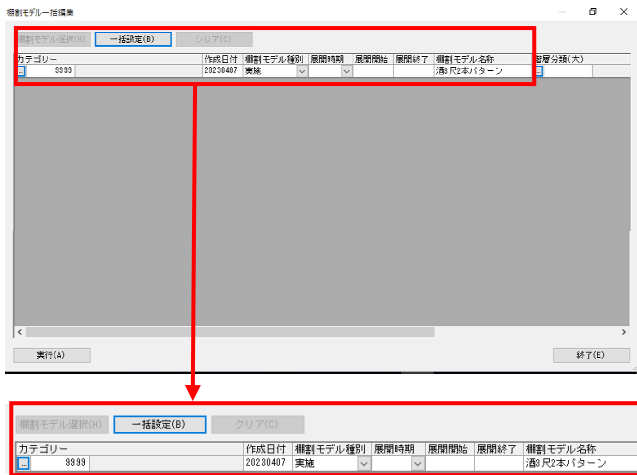 棚割モデル一括編集
棚割モデル選択(M) 一括設定(B) クリア(C)
カテゴリー 作成日付 棚割モデル種別 展開時期 展開開始 展開終了 棚割モデル名称 階層分類(大)
... 9999 20230407 実施 酒8尺2本パターン ...
実行(A) 終了(E)
棚割モデル選択(M) 一括設定(B) クリア(C)
カテゴリー 作成日付 棚割モデル種別 展開時期 展開開始 展開終了 棚割モデル名称
... 9999 20230407 実施 酒8尺2本パターン